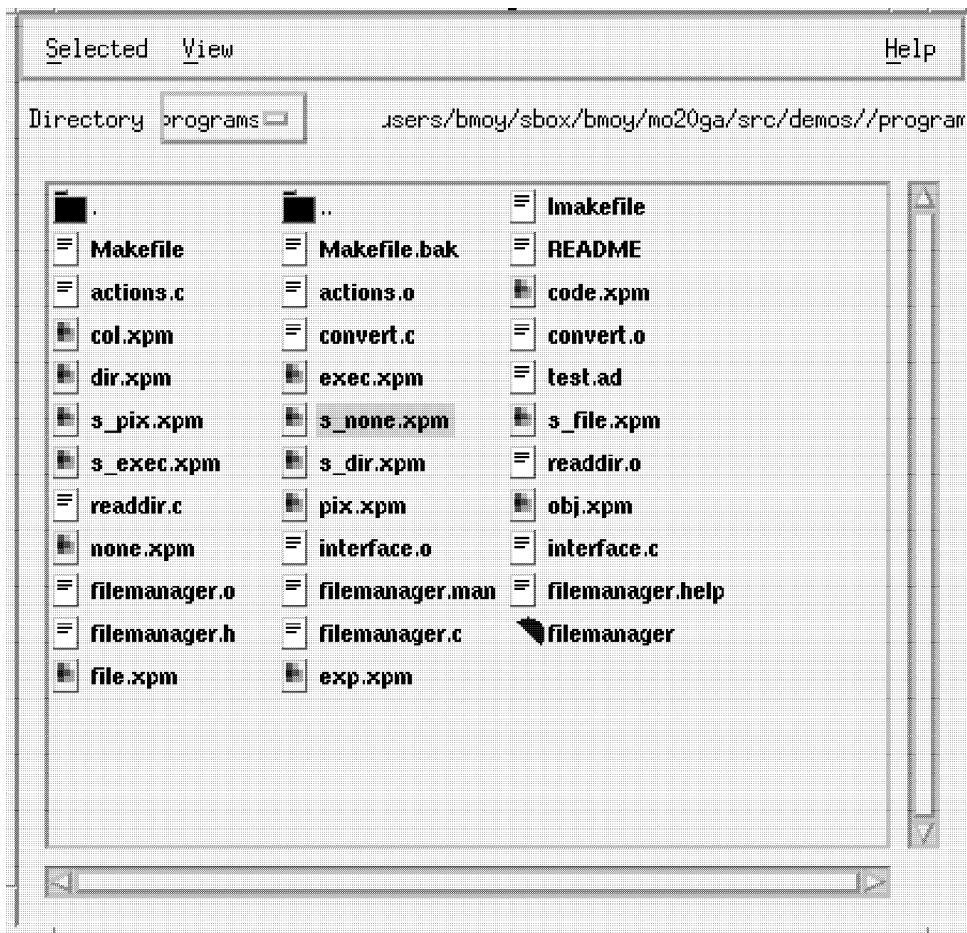 Selected View Help
Directory programs users/bmoy/sbox/bmoy/mo20ga/src/demos//program
. .. Imakefile
Makefile Makefile.bak README
actions.c actions.o code.xpm
col.xpm convert.c convert.o
dir.xpm exec.xpm test.ad
s_pix.xpm s_none.xpm s_file.xpm
s_exec.xpm s_dir.xpm readdir.o
readdir.c pix.xpm obj.xpm
none.xpm interface.o interface.c
filemanager.o filemanager.man filemanager.help
filemanager.h filemanager.c filemanager
file.xpm exp.xpm